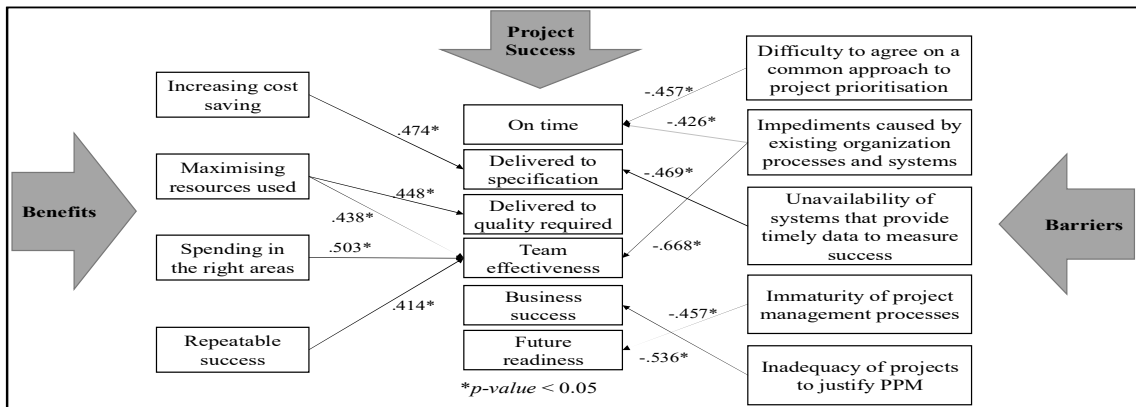 Project
Success
Benefits
Increasing cost
saving
Maximising
resources used
Spending in
the right areas
Repeatable
success
.474*
.448*
.438*
.503*
.414*
On time
Delivered to
specification
Delivered to
quality required
Team
effectiveness
Business
success
Future
readiness
*p-value < 0.05
-.457*
-.426*
-.469*
-.668*
-.457*
-.536*
Difficulty to agree on a
common approach to
project prioritisation
Impediments caused by
existing organization
processes and systems
Unavailability of
systems that provide
timely data to measure
success
Immaturity of project
management processes
Inadequacy of projects
to justify PPM
Barriers